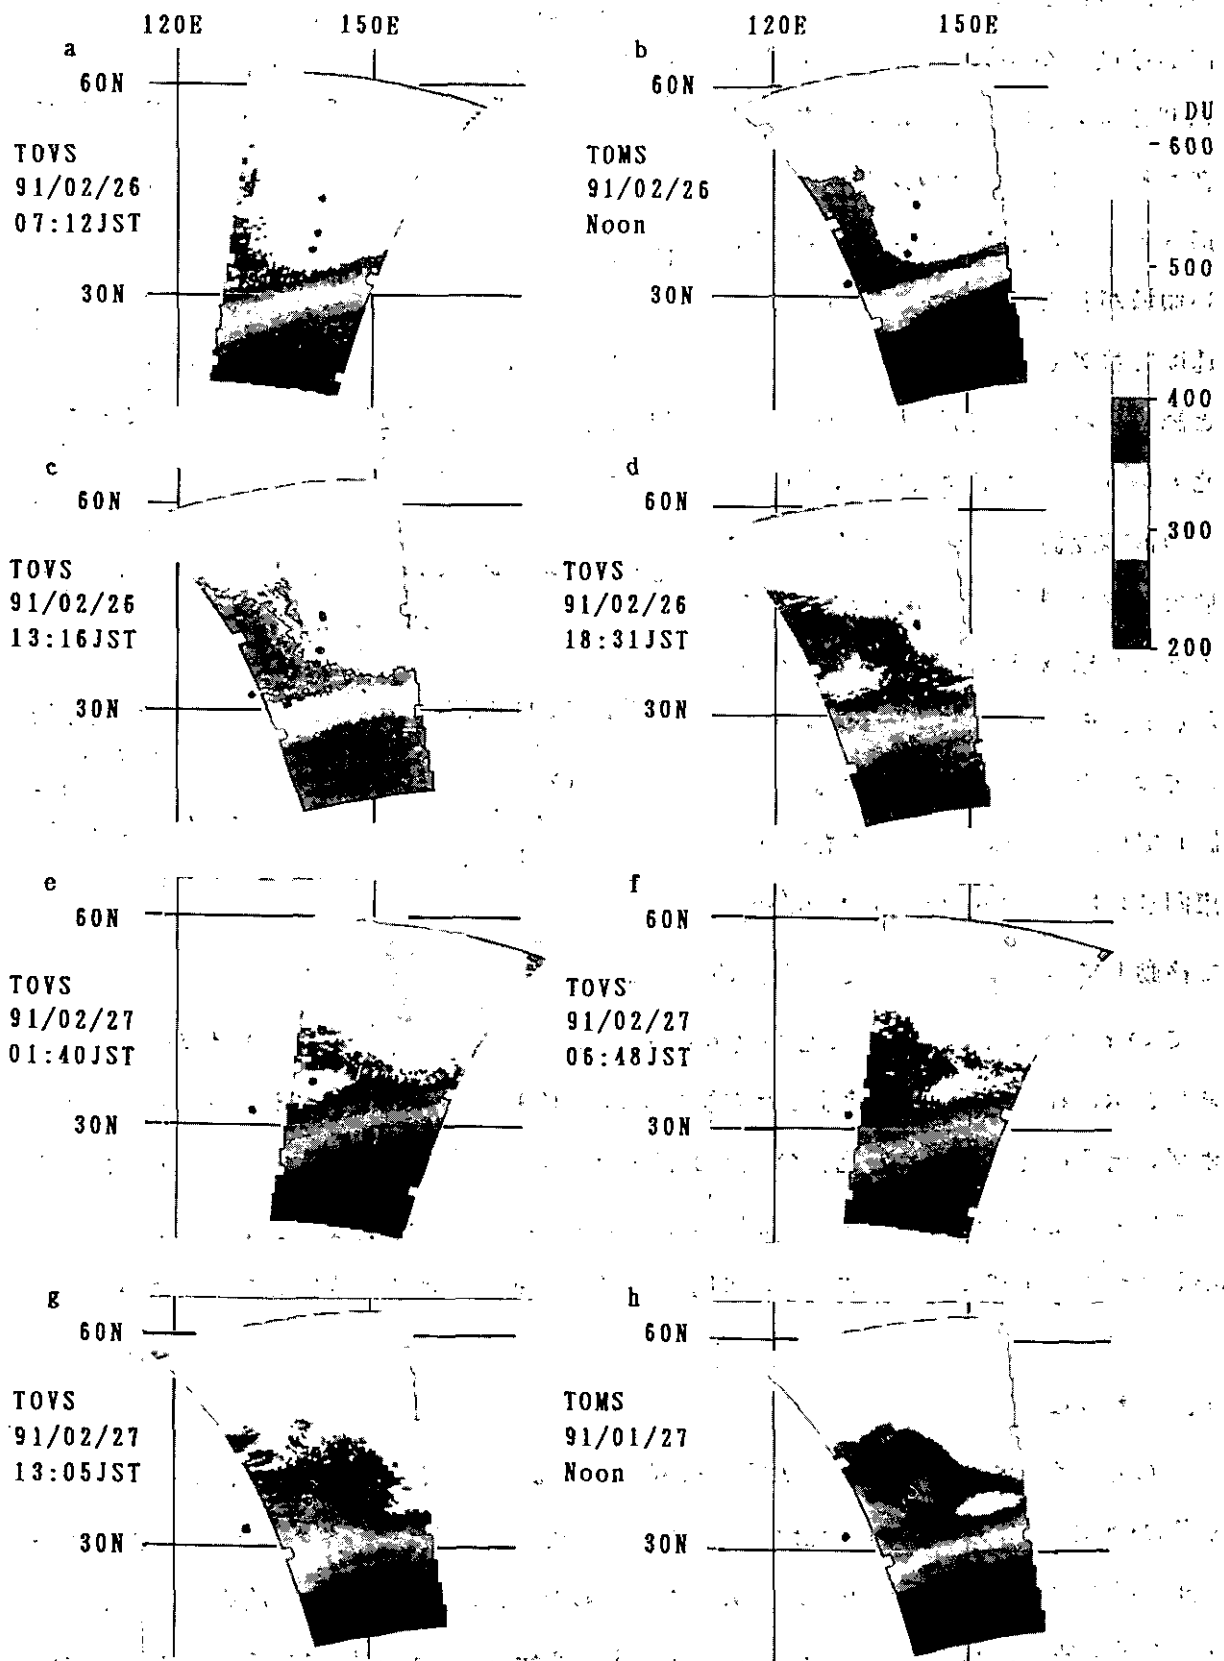 120E 150E
120E 150E
a
60N
TOVS
91/02/26
07:12JST
30N
b
60N
TOMS
91/02/26
Noon
30N
DU
600
500
400
300
200
c
60N
TOVS
91/02/26
13:16JST
30N
d
60N
TOVS
91/02/26
18:31JST
30N
e
60N
TOVS
91/02/27
01:40JST
30N
f
60N
TOVS
91/02/27
06:48JST
30N
g
60N
TOVS
91/02/27
13:05JST
30N
h
60N
TOMS
91/01/27
Noon
30N